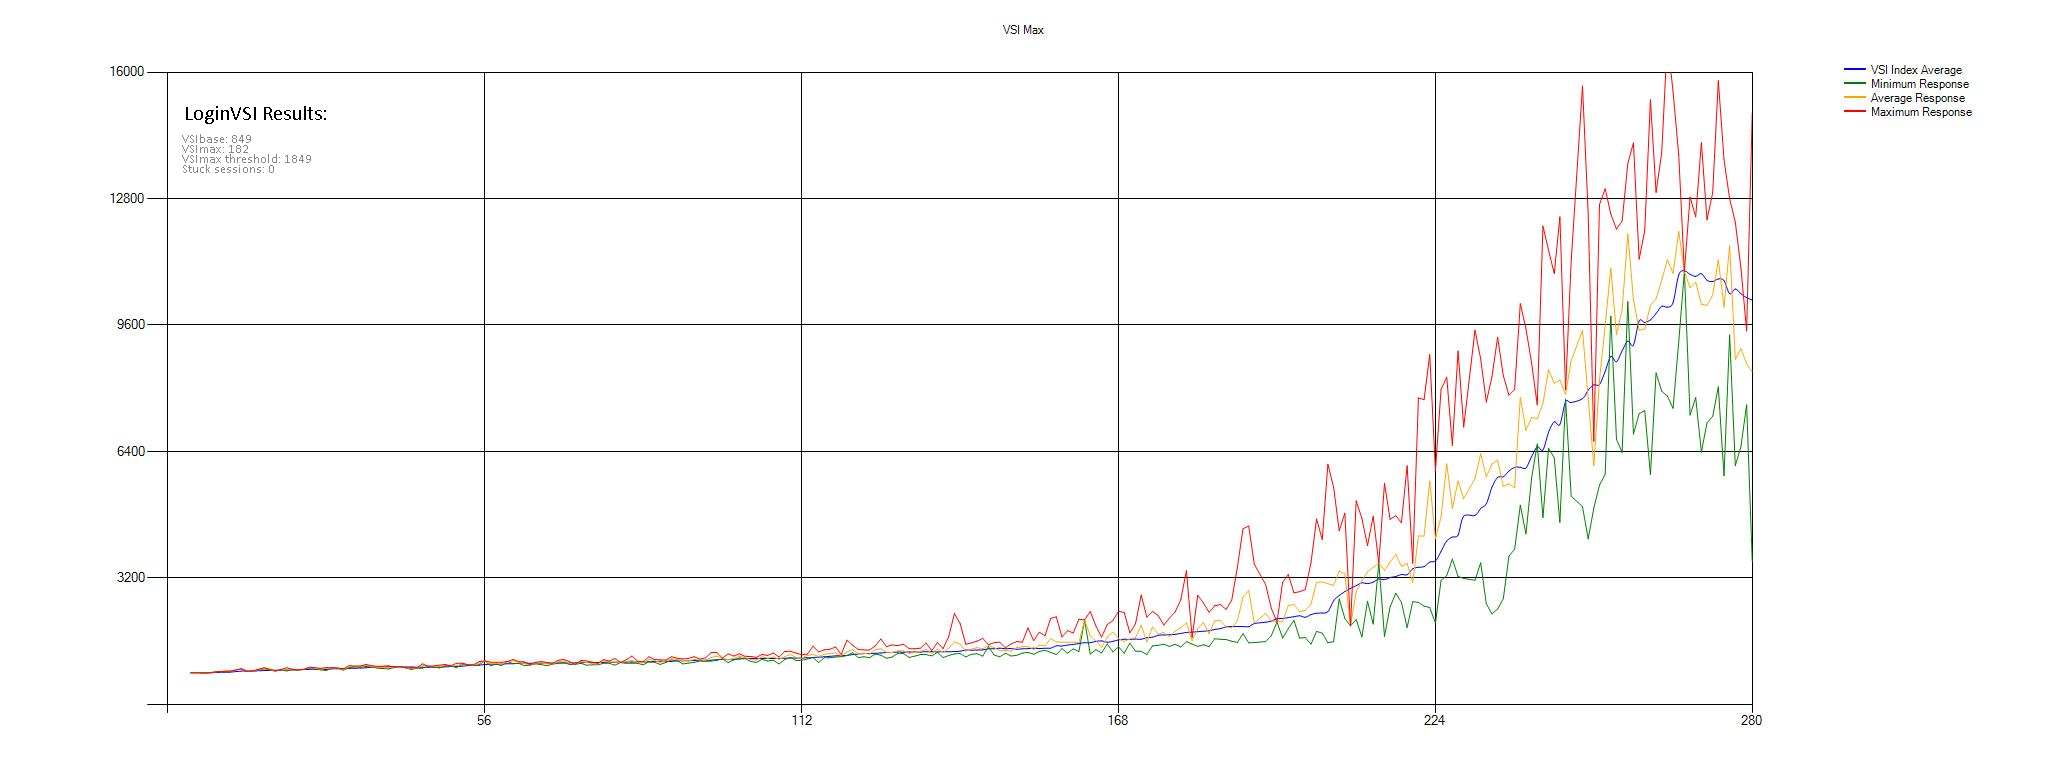 VSI Max
16000
12800
9600
6400
3200
LoginVSI Results:
VSIbase: 849
VSImax: 182
VSImax threshold: 1849
Stuck sessions: 0
VSI Index Average
Minimum Response
Average Response
Maximum Response
56
112
168
224
280